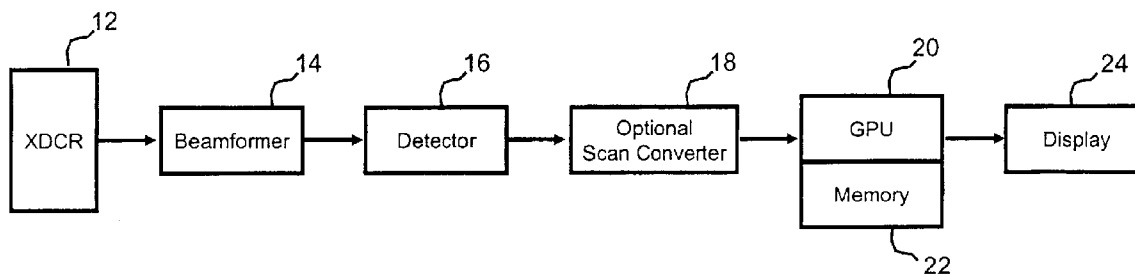 12
14
16
18
20
24
XDCR
Beamformer
Detector
Optional
Scan Converter
GPU
Display
Memory
22